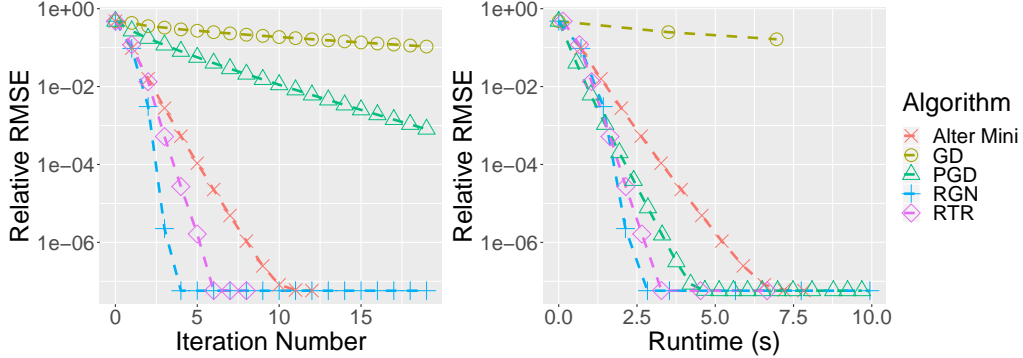 1e+00
1e-02
1e-04
1e-06
Relative RMSE
0
5
10
15
Iteration Number
1e+00
1e-02
1e-04
1e-06
Relative RMSE
0.0
2.5
5.0
7.5
10.0
Runtime (s)
Algorithm
Alter Mini
GD
PGD
RGN
RTR